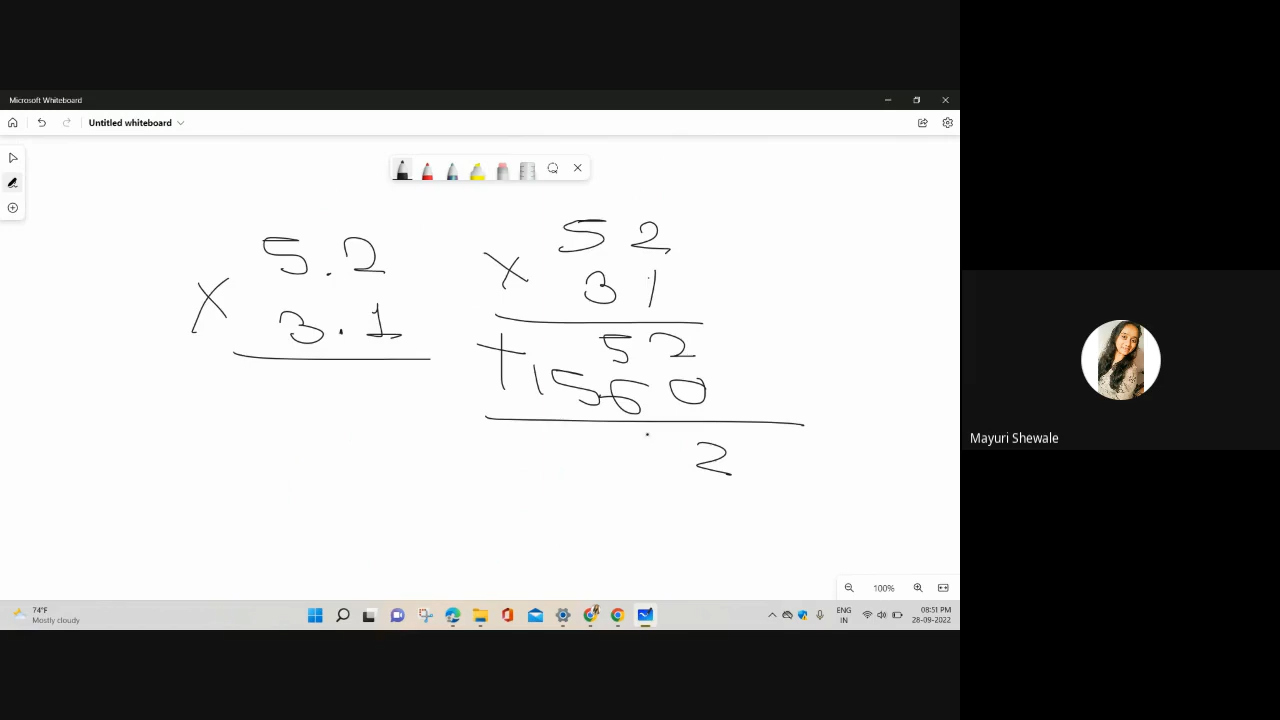 Microsoft Whiteboard
Untitled whiteboard
5.2
× 3.1
52
× 31
52
+1560
2
Mayuri Shewale
100%
74°F
Mostly cloudy
ENG
IN
08:51 PM
28-09-2022